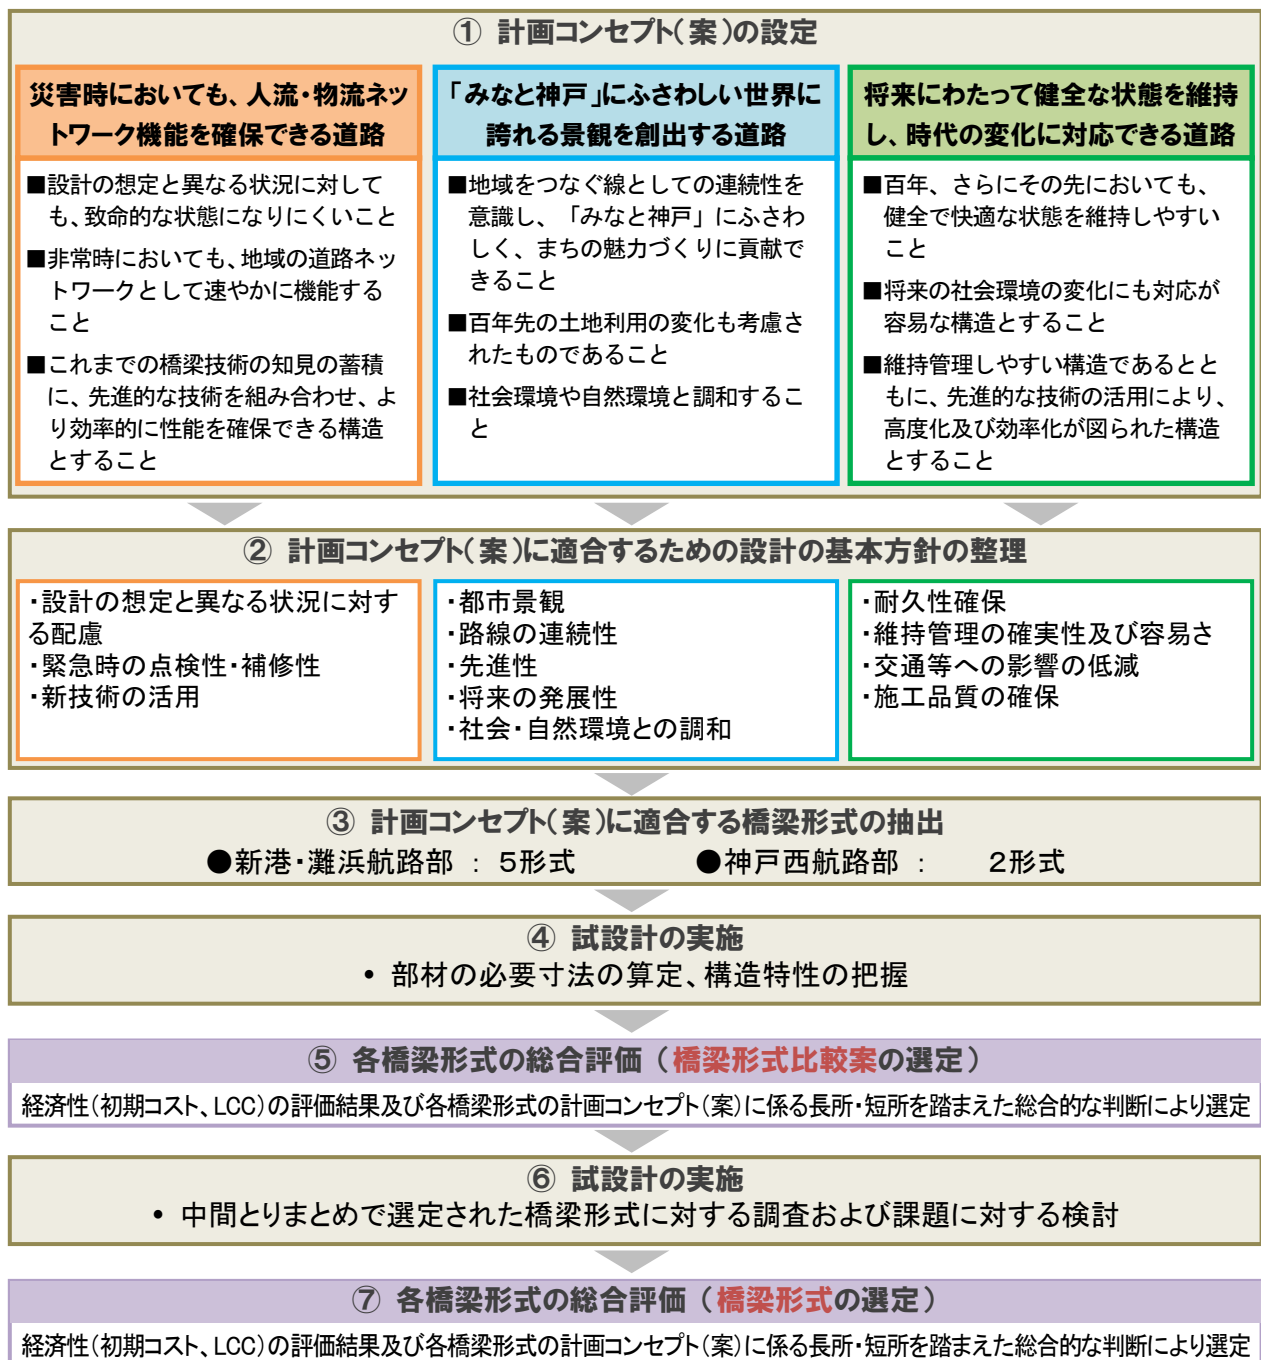 ① 計画コンセプト(案)の設定
災害時においても、人流・物流ネッ
トワーク機能を確保できる道路
■設計の想定と異なる状況に対して
も、致命的な状態になりにくいこと
■非常時においても、地域の道路ネッ
トワークとして速やかに機能する
こと
■これまでの橋梁技術の知見の蓄積
に、先進的な技術を組み合わせ、よ
り効率的に性能を確保できる構造
とすること
「みなと神戸」にふさわしい世界に
誇れる景観を創出する道路
■地域をつなぐ線としての連続性を
意識し、「みなと神戸」にふさわ
しく、まちの魅力づくりに貢献で
きること
■百年先の土地利用の変化も考慮さ
れたものであること
■社会環境や自然環境と調和するこ
と
将来にわたって健全な状態を維持
し、時代の変化に対応できる道路
■百年、さらにその先においても、
健全で快適な状態を維持しやすい
こと
■将来の社会環境の変化にも対応が
容易な構造とすること
■維持管理しやすい構造であるとと
もに、先進的な技術の活用により、
高度化及び効率化が図られた構造
とすること
② 計画コンセプト(案)に適合するための設計の基本方針の整理
・設計の想定と異なる状況に対す
る配慮
・緊急時の点検性・補修性
・新技術の活用
・都市景観
・路線の連続性
・先進性
・将来の発展性
・社会・自然環境との調和
・耐久性確保
・維持管理の確実性及び容易さ
・交通等への影響の低減
・施工品質の確保
③ 計画コンセプト(案)に適合する橋梁形式の抽出
●新港・灘浜航路部 : 5形式 ●神戸西航路部 : 2形式
④ 試設計の実施
• 部材の必要寸法の算定、構造特性の把握
⑤ 各橋梁形式の総合評価(橋梁形式比較案の選定)
経済性(初期コスト、LCC)の評価結果及び各橋梁形式の計画コンセプト(案)に係る長所・短所を踏まえた総合的な判断により選定
⑥ 試設計の実施
• 中間とりまとめで選定された橋梁形式に対する調査および課題に対する検討
⑦ 各橋梁形式の総合評価(橋梁形式の選定)
経済性(初期コスト、LCC)の評価結果及び各橋梁形式の計画コンセプト(案)に係る長所・短所を踏まえた総合的な判断により選定